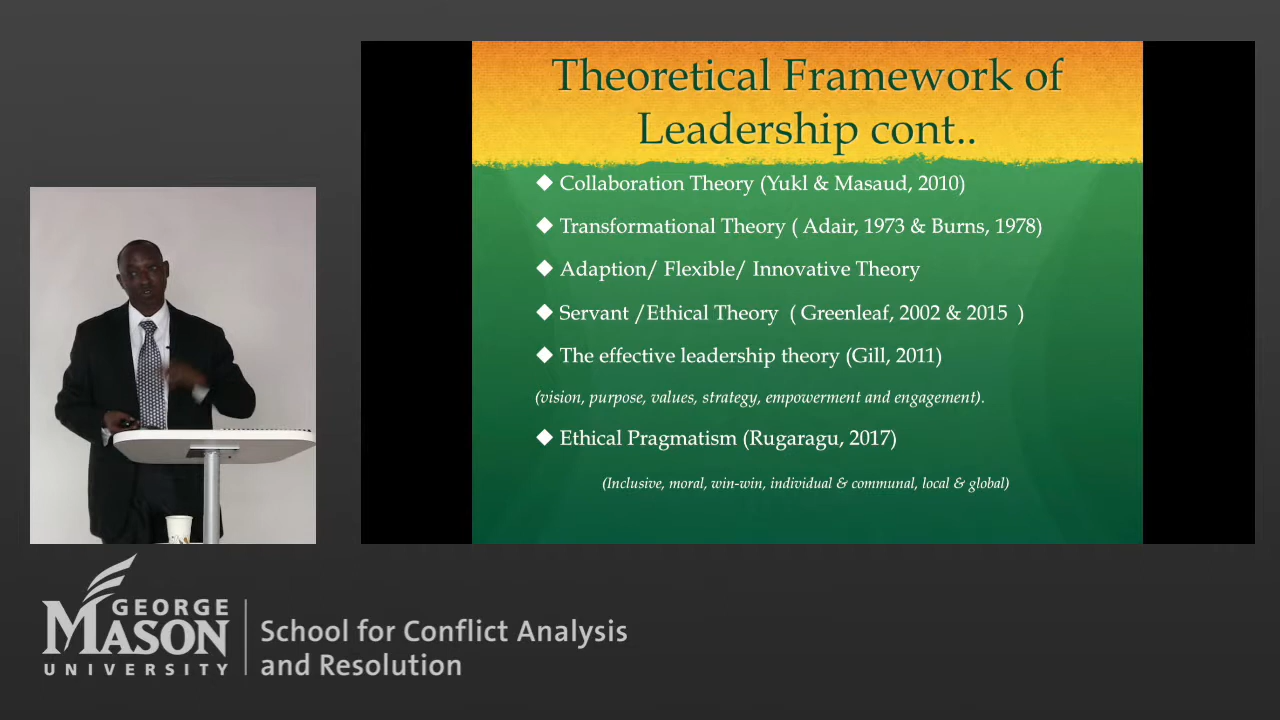 Theoretical Framework of
Leadership cont..
Collaboration Theory (Yukl & Masaud, 2010)
Transformational Theory ( Adair, 1973 & Burns, 1978)
Adaption/ Flexible/ Innovative Theory
Servant /Ethical Theory ( Greenleaf, 2002 & 2015 )
The effective leadership theory (Gill, 2011)
(vision, purpose, values, strategy, empowerment and engagement).
Ethical Pragmatism (Rugaragu, 2017)
(Inclusive, moral, win-win, individual & communal, local & global)
GEORGE
MASON
UNIVERSITY
School for Conflict Analysis
and Resolution